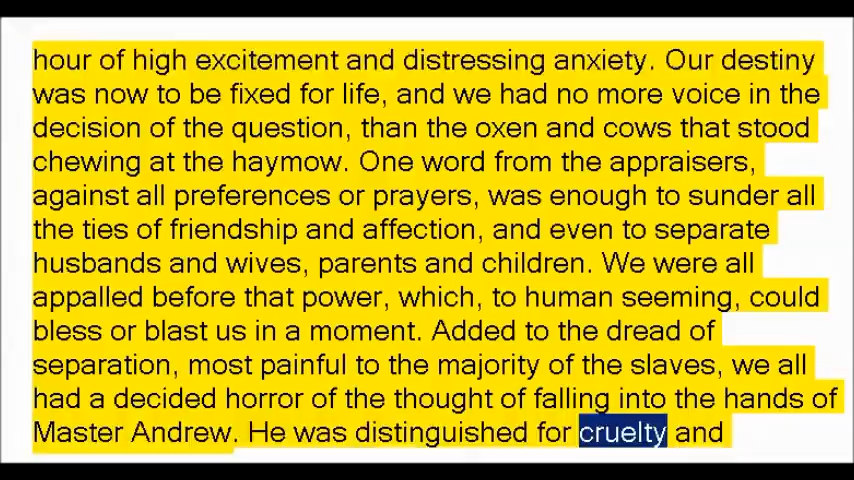 hour of high excitement and distressing anxiety. Our destiny
was now to be fixed for life, and we had no more voice in the
decision of the question, than the oxen and cows that stood
chewing at the haymow. One word from the appraisers,
against all preferences or prayers, was enough to sunder all
the ties of friendship and affection, and even to separate
husbands and wives, parents and children. We were all
appalled before that power, which, to human seeming, could
bless or blast us in a moment. Added to the dread of
separation, most painful to the majority of the slaves, we all
had a decided horror of the thought of falling into the hands of
Master Andrew. He was distinguished for cruelty and